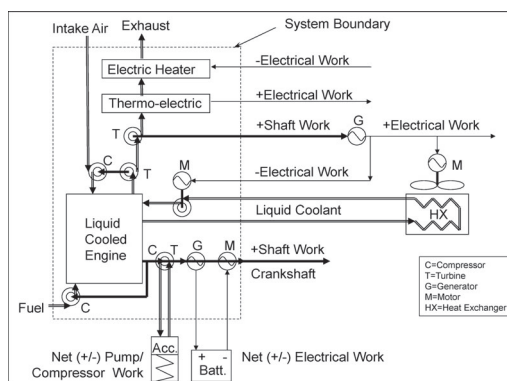 Exhaust
System Boundary
Intake Air
Electric Heater
-Electrical Work
Thermo-electric
+Electrical Work
T
+Shaft Work
G
+Electrical Work
C
T
M
-Electrical Work
M
Liquid
Cooled
Engine
Liquid Coolant
HX
C
T
G
M
+Shaft Work
Crankshaft
Fuel
C
C=Compressor
T=Turbine
G=Generator
M=Motor
HX=Heat Exchanger
Net (+/-) Pump/
Compressor Work
Acc.
+ -
Batt.
Net (+/-) Electrical Work